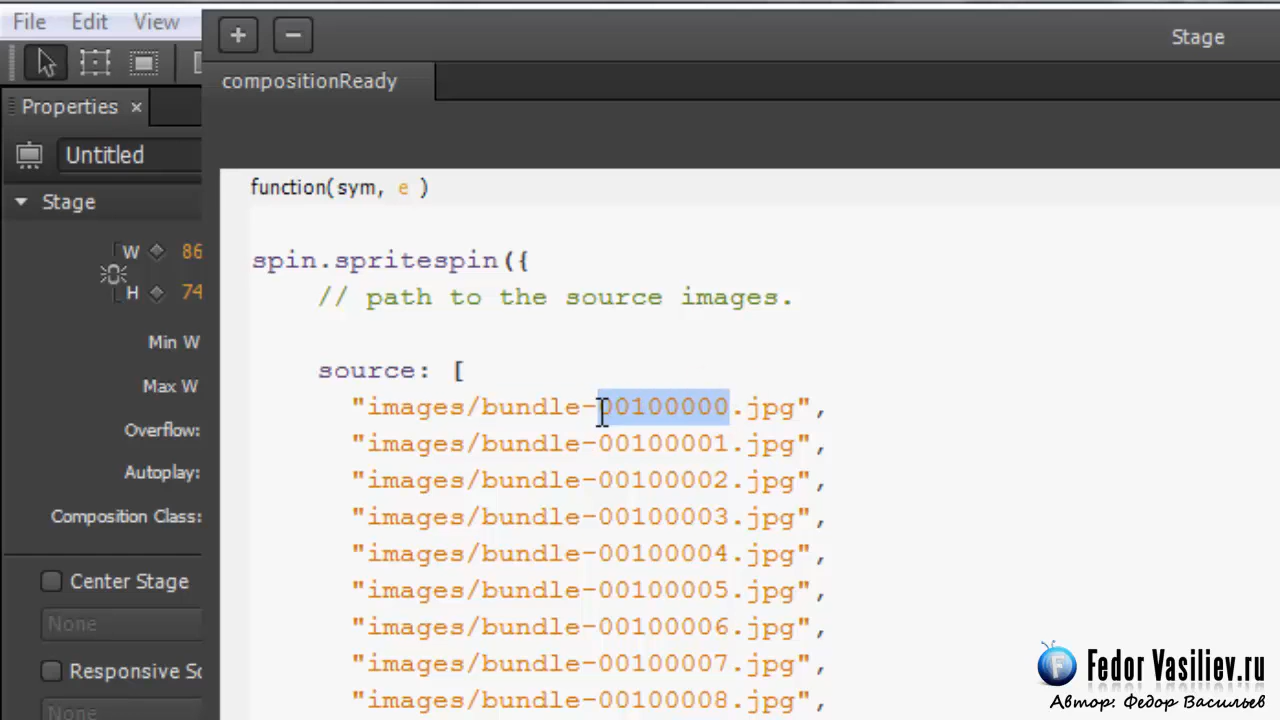 File Edit View
+ − Stage
compositionReady
Properties ×
Untitled
Stage
W 86
H 74
Min W
Max W
Overflow:
Autoplay:
Composition Class:
Center Stage
None
Responsive Sc
None
function(sym, e )
spin.spritespin({
// path to the source images.
source: [
"images/bundle-00100000.jpg",
"images/bundle-00100001.jpg",
"images/bundle-00100002.jpg",
"images/bundle-00100003.jpg",
"images/bundle-00100004.jpg",
"images/bundle-00100005.jpg",
"images/bundle-00100006.jpg",
"images/bundle-00100007.jpg",
"images/bundle-00100008.jpg",
Fedor Vasiliev.ru
Автор: Федор Васильев